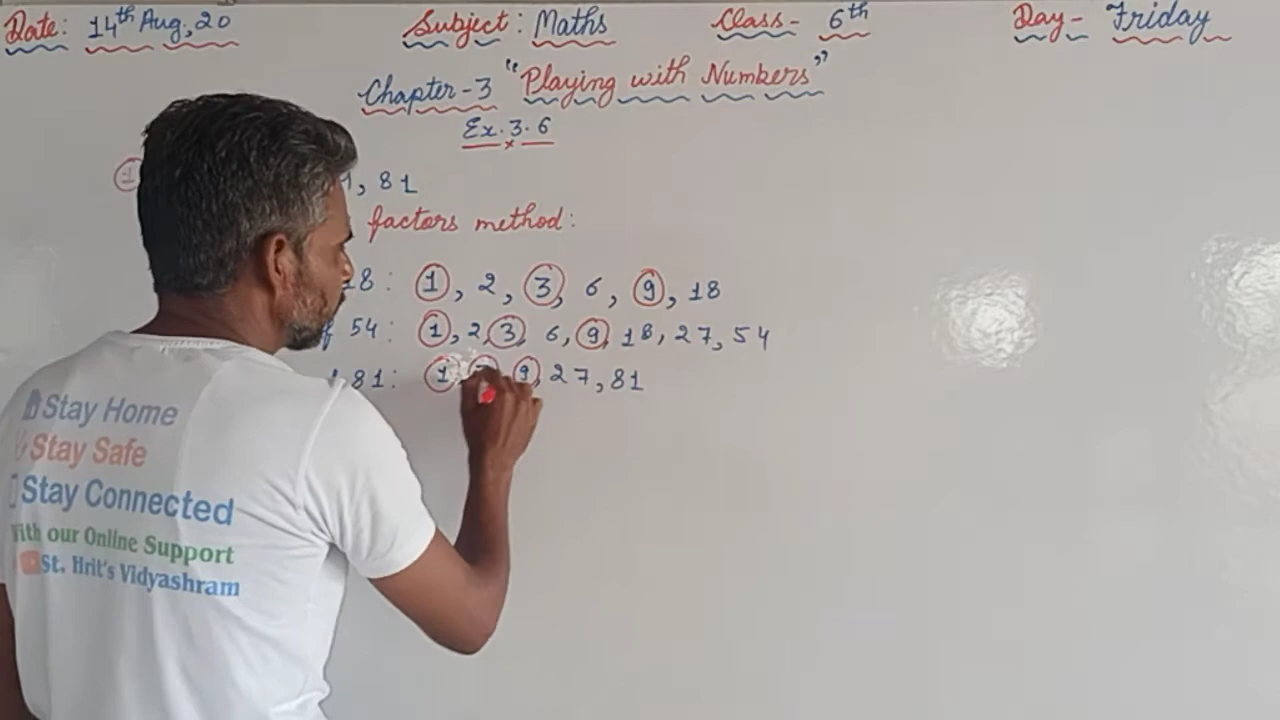 Date: 14th Aug, 20 Subject: Maths Class- 6th Day- Friday
Chapter-3 "Playing with Numbers"
Ex. 3.6
1 , 81
factors method:
18: 1, 2, 3, 6, 9, 18
54: 1, 2, 3, 6, 9, 18, 27, 54
81: 1 9, 27, 81
Stay Home
Stay Safe
Stay Connected
With our Online Support
St. Hrit's Vidyashram